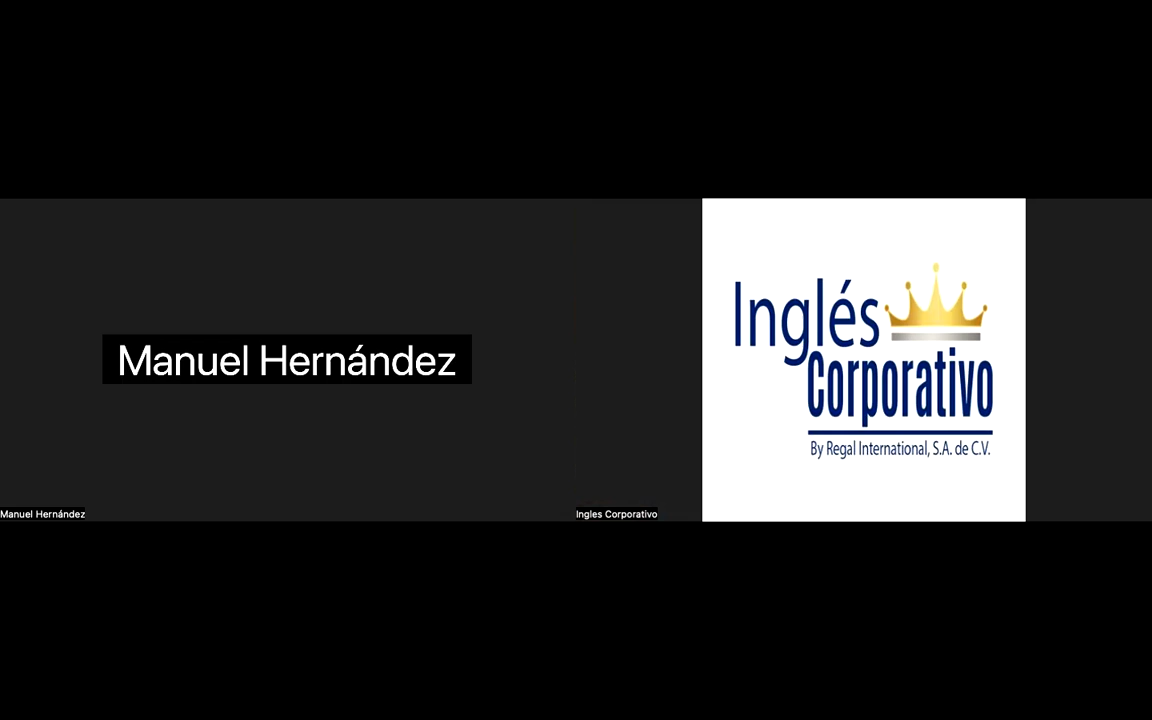 Manuel Hernández
Manuel Hernández
Inglés
Corporativo
By Regal International, S.A. de C.V.
Ingles Corporativo